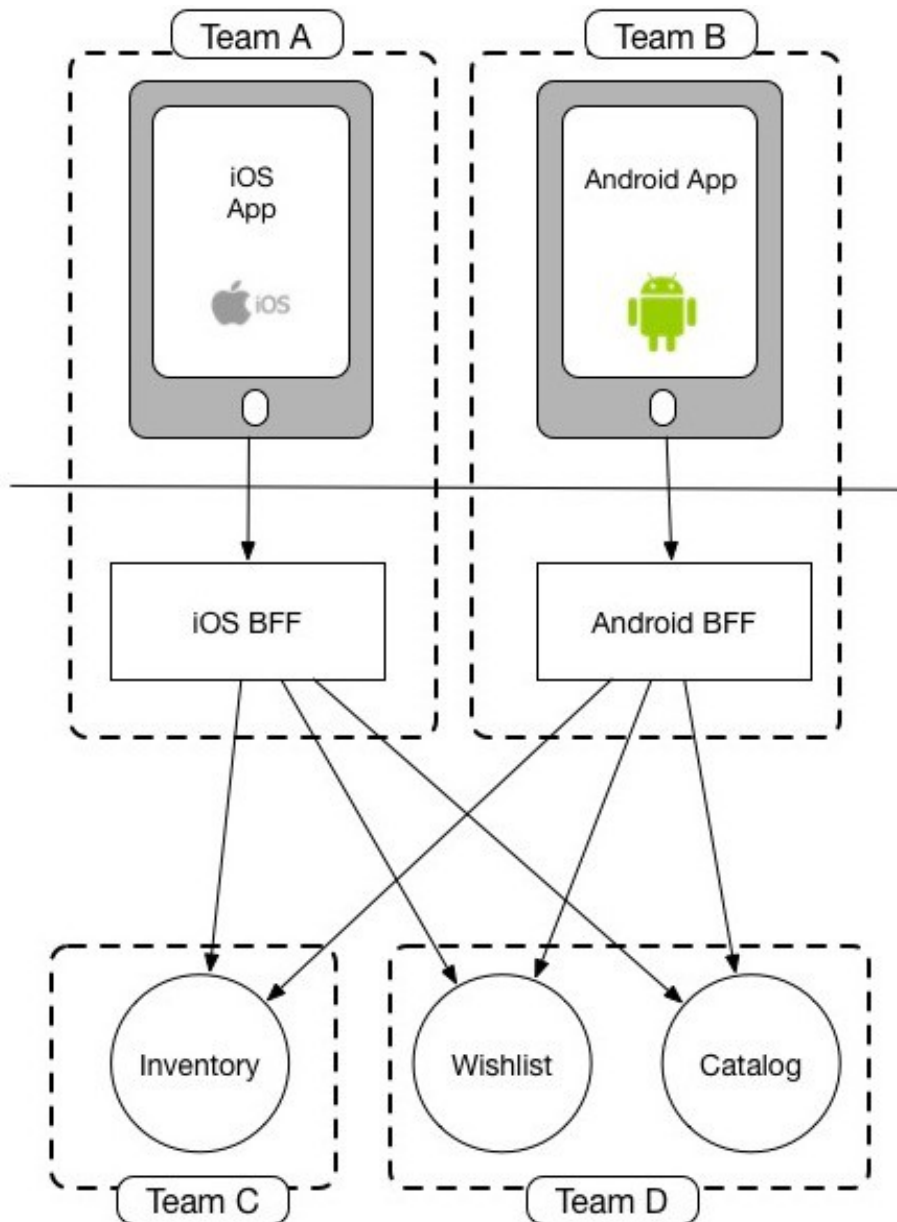 Team A
Team B
iOS
App
Android App
iOS
iOS BFF
Android BFF
Inventory
Wishlist
Catalog
Team C
Team D